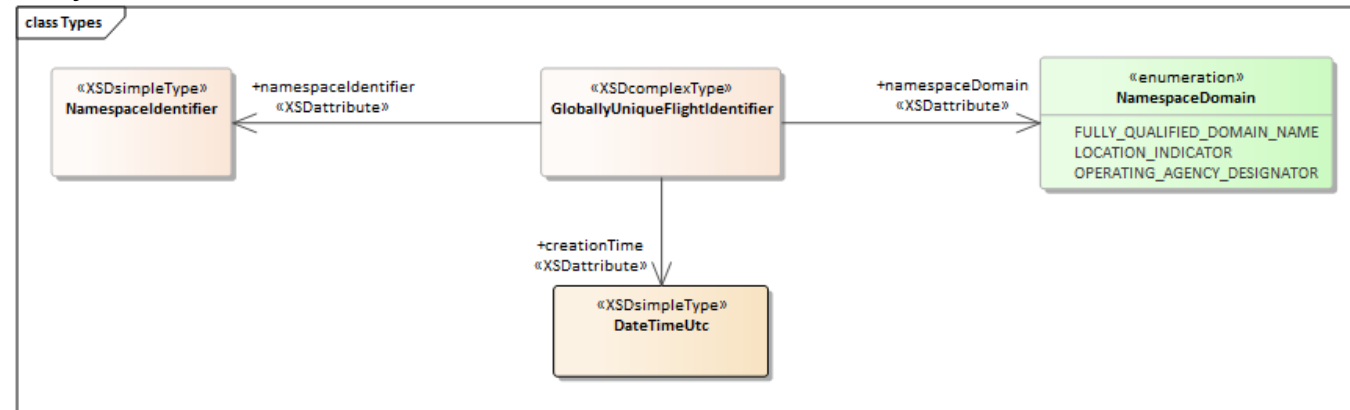 class Types
«XSDsimpleType»
NamespaceIdentifier
+namespaceIdentifier
«XSDattribute»
«XSDcomplexType»
GloballyUniqueFlightIdentifier
+namespaceDomain
«XSDattribute»
«enumeration»
NamespaceDomain
FULLY_QUALIFIED_DOMAIN_NAME
LOCATION_INDICATOR
OPERATING_AGENCY_DESIGNATOR
+creationTime
«XSDattribute»
«XSDsimpleType»
DateTimeUtc